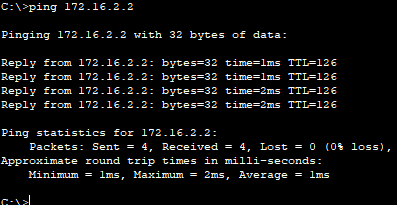 C:\>ping 172.16.2.2
Pinging 172.16.2.2 with 32 bytes of data:
Reply from 172.16.2.2: bytes=32 time=1ms TTL=126
Reply from 172.16.2.2: bytes=32 time=1ms TTL=126
Reply from 172.16.2.2: bytes=32 time=2ms TTL=126
Reply from 172.16.2.2: bytes=32 time=2ms TTL=126
Ping statistics for 172.16.2.2:
Packets: Sent = 4, Received = 4, Lost = 0 (0% loss),
Approximate round trip times in milli-seconds:
Minimum = 1ms, Maximum = 2ms, Average = 1ms
C:\>